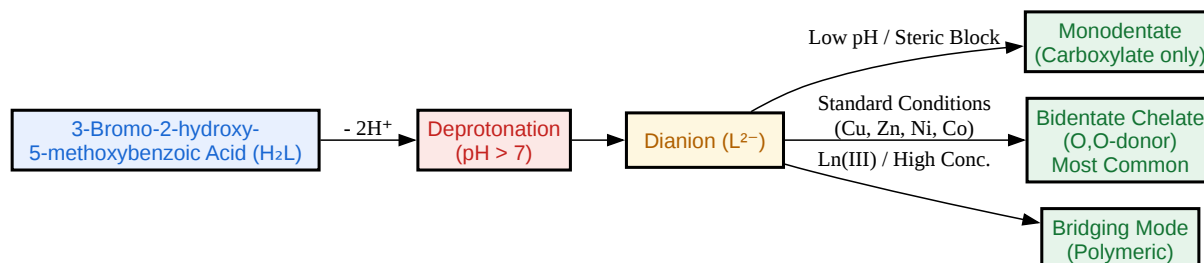 3-Bromo-2-hydroxy-
5-methoxybenzoic Acid (H₂L)
- 2H⁺
Deprotonation
(pH > 7)
Dianion (L²⁻)
Low pH / Steric Block
Monodentate
(Carboxylate only)
Standard Conditions
(Cu, Zn, Ni, Co)
Bidentate Chelate
(O,O-donor)
Most Common
Ln(III) / High Conc.
Bridging Mode
(Polymeric)